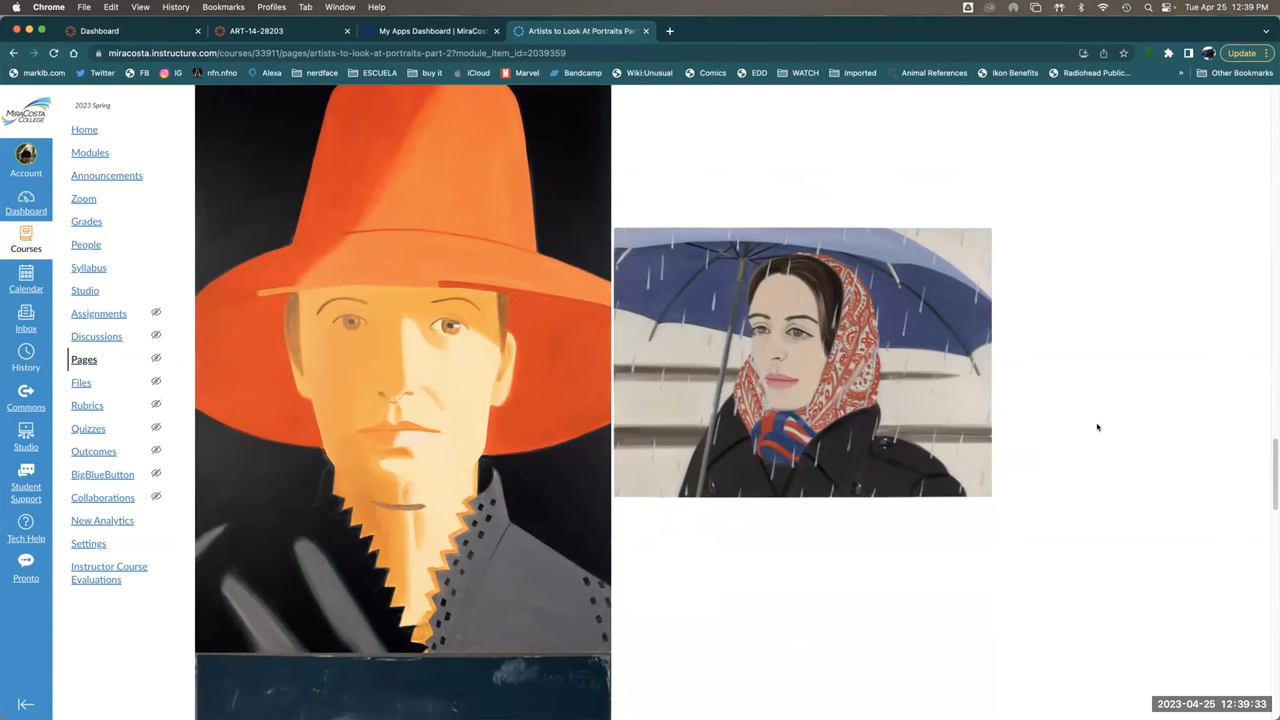 Chrome File Edit View History Bookmarks Profiles Tab Window Help
Tue Apr 25 12:39 PM
Dashboard
ART-14-28203
My Apps Dashboard | MiraCos
Artists to Look At Portraits Par
miracosta.instructure.com/courses/33911/pages/artists-to-look-at-portraits-part-2?module_item_id=2039359
Update
marklb.com Twitter FB IG nfn.nfno Alexa nerdface ESCUELA buy it iCloud Marvel Bandcamp Wiki:Unusual Comics EDD WATCH Imported Animal References Ikon Benefits Radiohead Public... » Other Bookmarks
MIRACOSTA
COLLEGE
Account
Dashboard
Courses
Calendar
Inbox
History
Commons
Studio
Student
Support
Tech Help
Pronto
2023 Spring
Home
Modules
Announcements
Zoom
Grades
People
Syllabus
Studio
Assignments
Discussions
Pages
Files
Rubrics
Quizzes
Outcomes
BigBlueButton
Collaborations
New Analytics
Settings
Instructor Course
Evaluations
2023-04-25 12:39:33